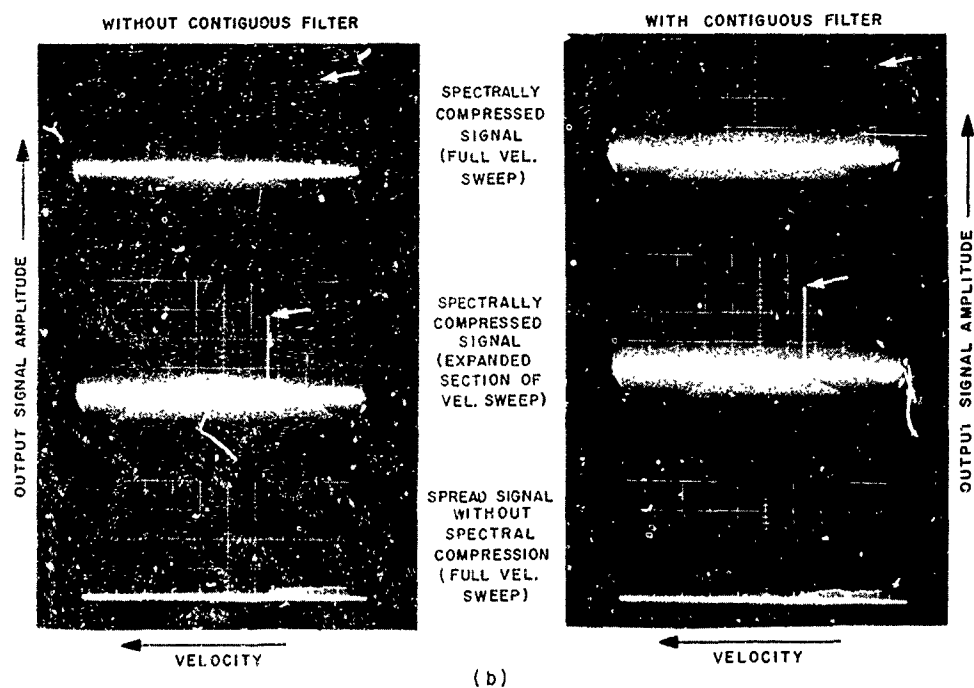 WITHOUT CONTIGUOUS FILTER
WITH CONTIGUOUS FILTER
OUTPUT SIGNAL AMPLITUDE
SPECTRALLY
COMPRESSED
SIGNAL
(FULL VEL.
SWEEP)
SPECTRALLY
COMPRESSED
SIGNAL
(EXPANDED
SECTION OF
VEL. SWEEP)
SPREAD SIGNAL
WITHOUT
SPECTRAL
COMPRESSION
(FULL VEL.
SWEEP)
OUTPUT SIGNAL AMPLITUDE
VELOCITY
VELOCITY
(b)